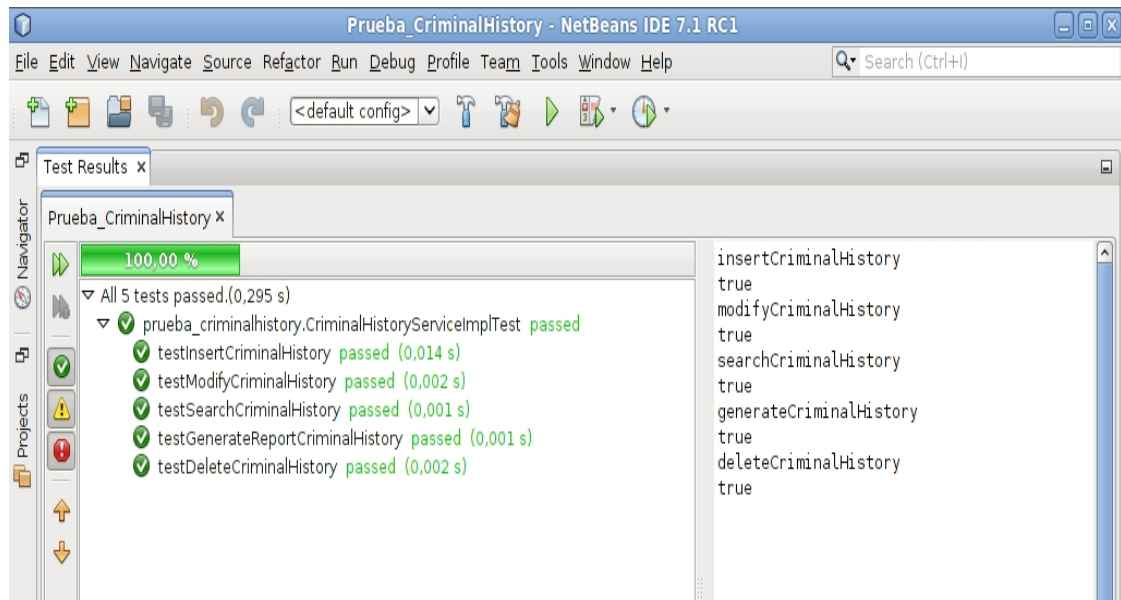 Prueba_CriminalHistory - NetBeans IDE 7.1 RC1
File Edit View Navigate Source Refactor Run Debug Profile Team Tools Window Help
Search (Ctrl+I)
<default config>
Navigator
Projects
Test Results x
Prueba_CriminalHistory x
100,00 %
All 5 tests passed.(0,295 s)
prueba_criminalhistory.CriminalHistoryServiceImplTest passed
testInsertCriminalHistory passed (0,014 s)
testModifyCriminalHistory passed (0,002 s)
testSearchCriminalHistory passed (0,001 s)
testGenerateReportCriminalHistory passed (0,001 s)
testDeleteCriminalHistory passed (0,002 s)
insertCriminalHistory
true
modifyCriminalHistory
true
searchCriminalHistory
true
generateCriminalHistory
true
deleteCriminalHistory
true